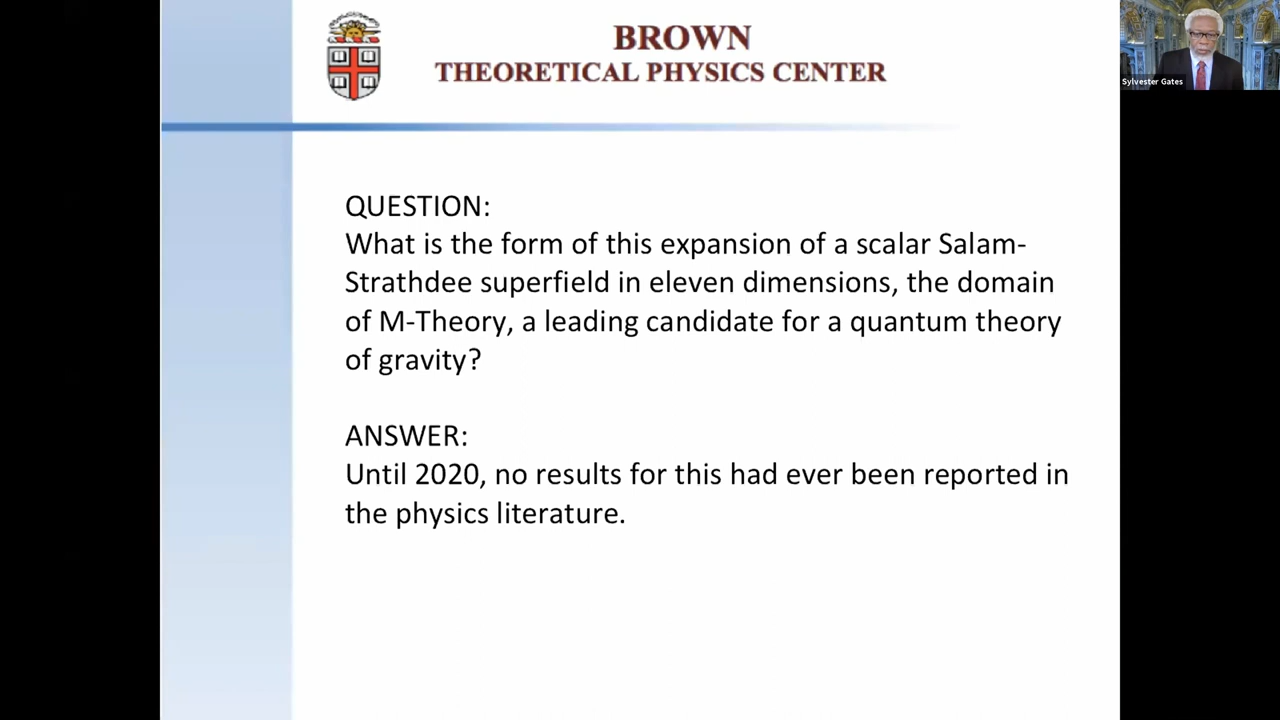 BROWN
THEORETICAL PHYSICS CENTER
Sylvester Gates
QUESTION:
What is the form of this expansion of a scalar Salam-
Strathdee superfield in eleven dimensions, the domain
of M-Theory, a leading candidate for a quantum theory
of gravity?
ANSWER:
Until 2020, no results for this had ever been reported in
the physics literature.